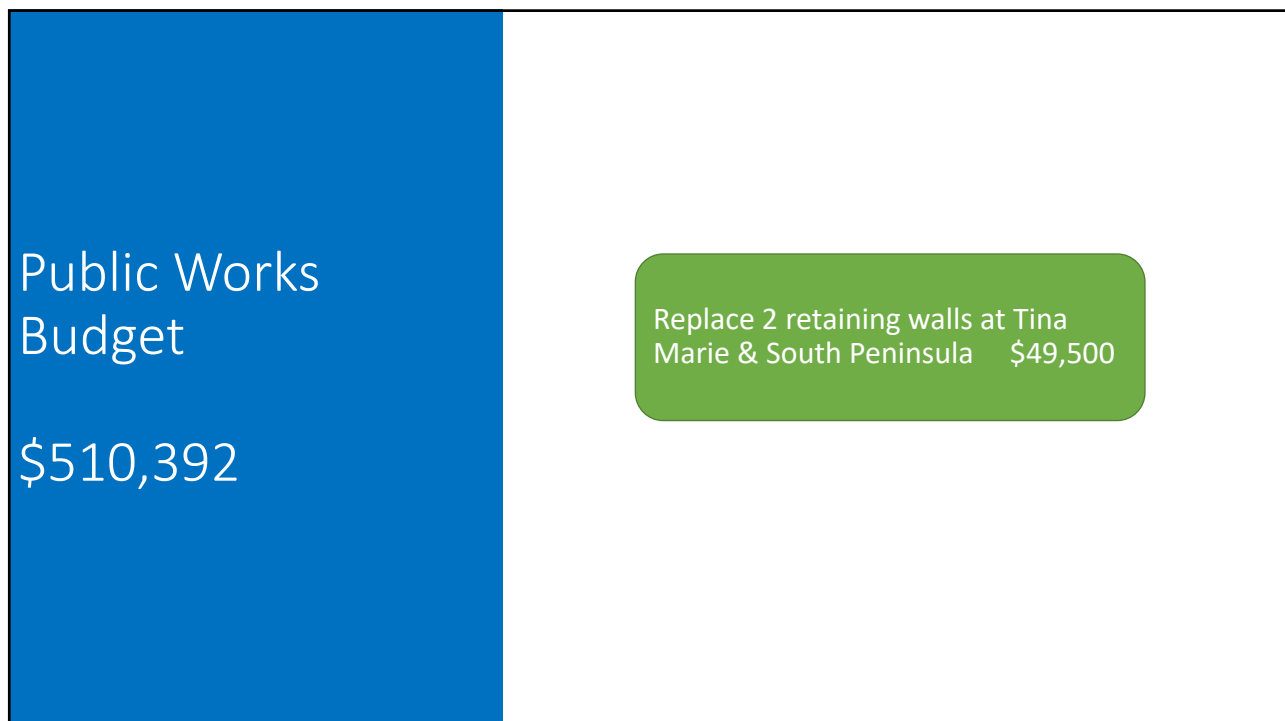 Public Works
Budget
$510,392
Replace 2 retaining walls at Tina
Marie & South Peninsula $49,500